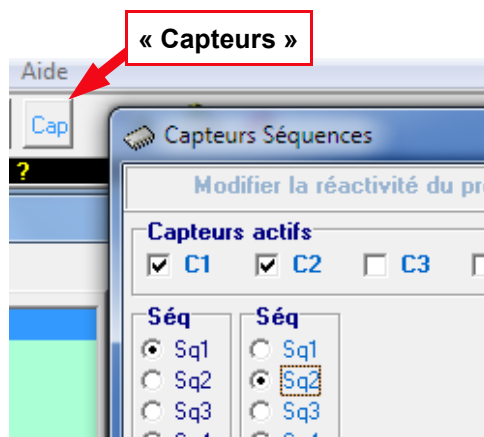 « Capteurs »
Aide
Cap
Capteurs Séquences
?
Modifier la réactivité du pr
Capteurs actifs
C1 C2 C3
Séq Séq
Sq1 Sq1
Sq2 Sq2
Sq3 Sq3